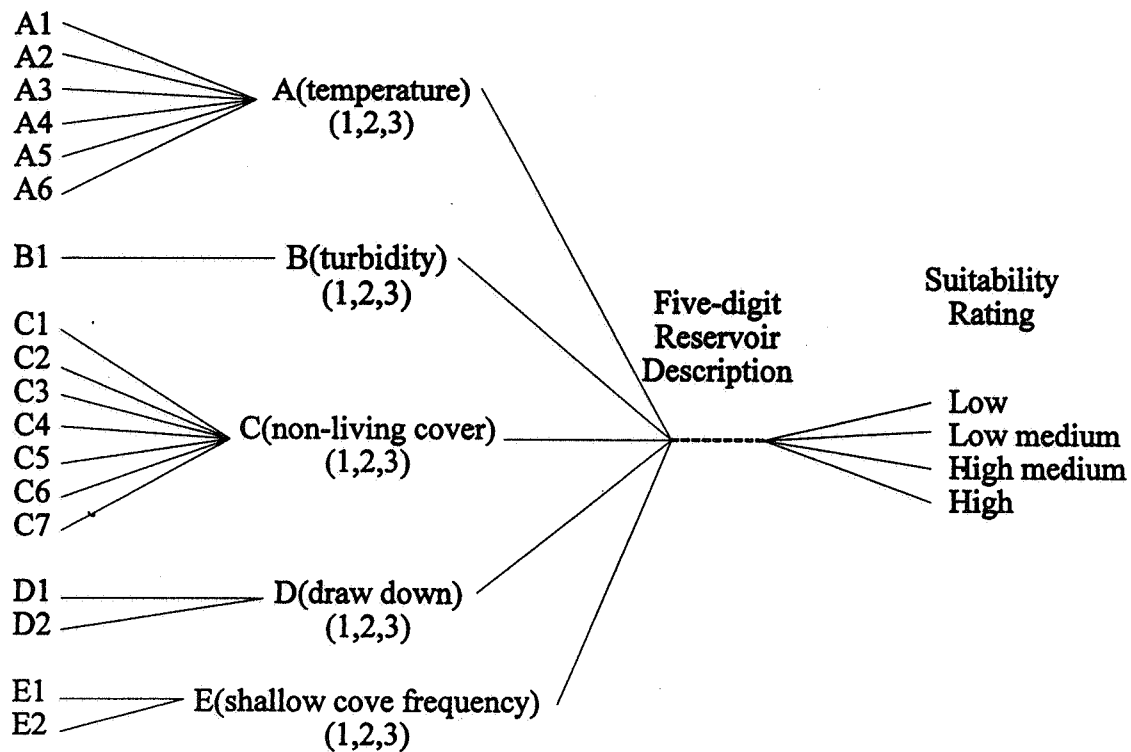 A1
A2
A3
A4
A5
A6
A(temperature)
(1,2,3)
B1
B(turbidity)
(1,2,3)
C1
C2
C3
C4
C5
C6
C7
C(non-living cover)
(1,2,3)
D1
D2
D(draw down)
(1,2,3)
E1
E2
E(shallow cove frequency)
(1,2,3)
Five-digit
Reservoir
Description
Suitability
Rating
Low
Low medium
High medium
High